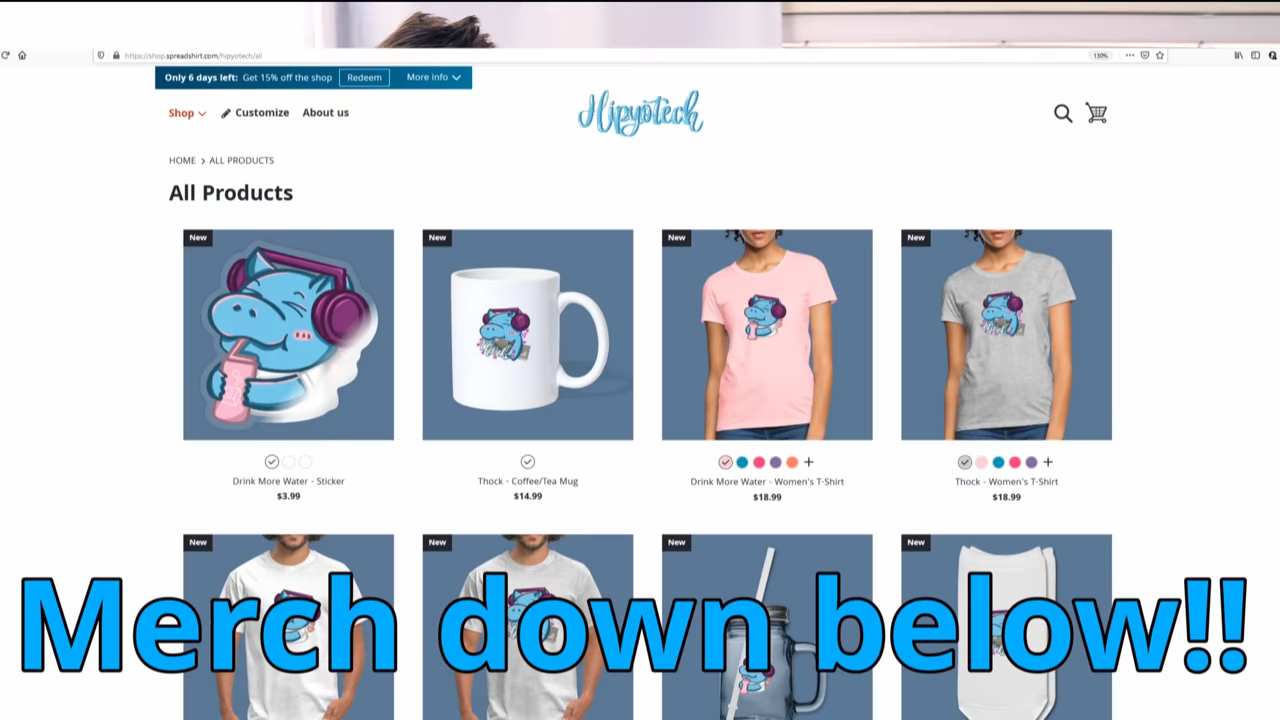 https://shop.spreadshirt.com/hipyotech/all
110%
Only 6 days left: Get 15% off the shop Redeem More info
Shop Customize About us
Hipyotech
HOME > ALL PRODUCTS
All Products
New New New New
Drink More Water - Sticker
$3.99
Thock - Coffee/Tea Mug
$14.99
Drink More Water - Women's T-Shirt
$18.99
Thock - Women's T-Shirt
$18.99
New New New New
Merch down below!!